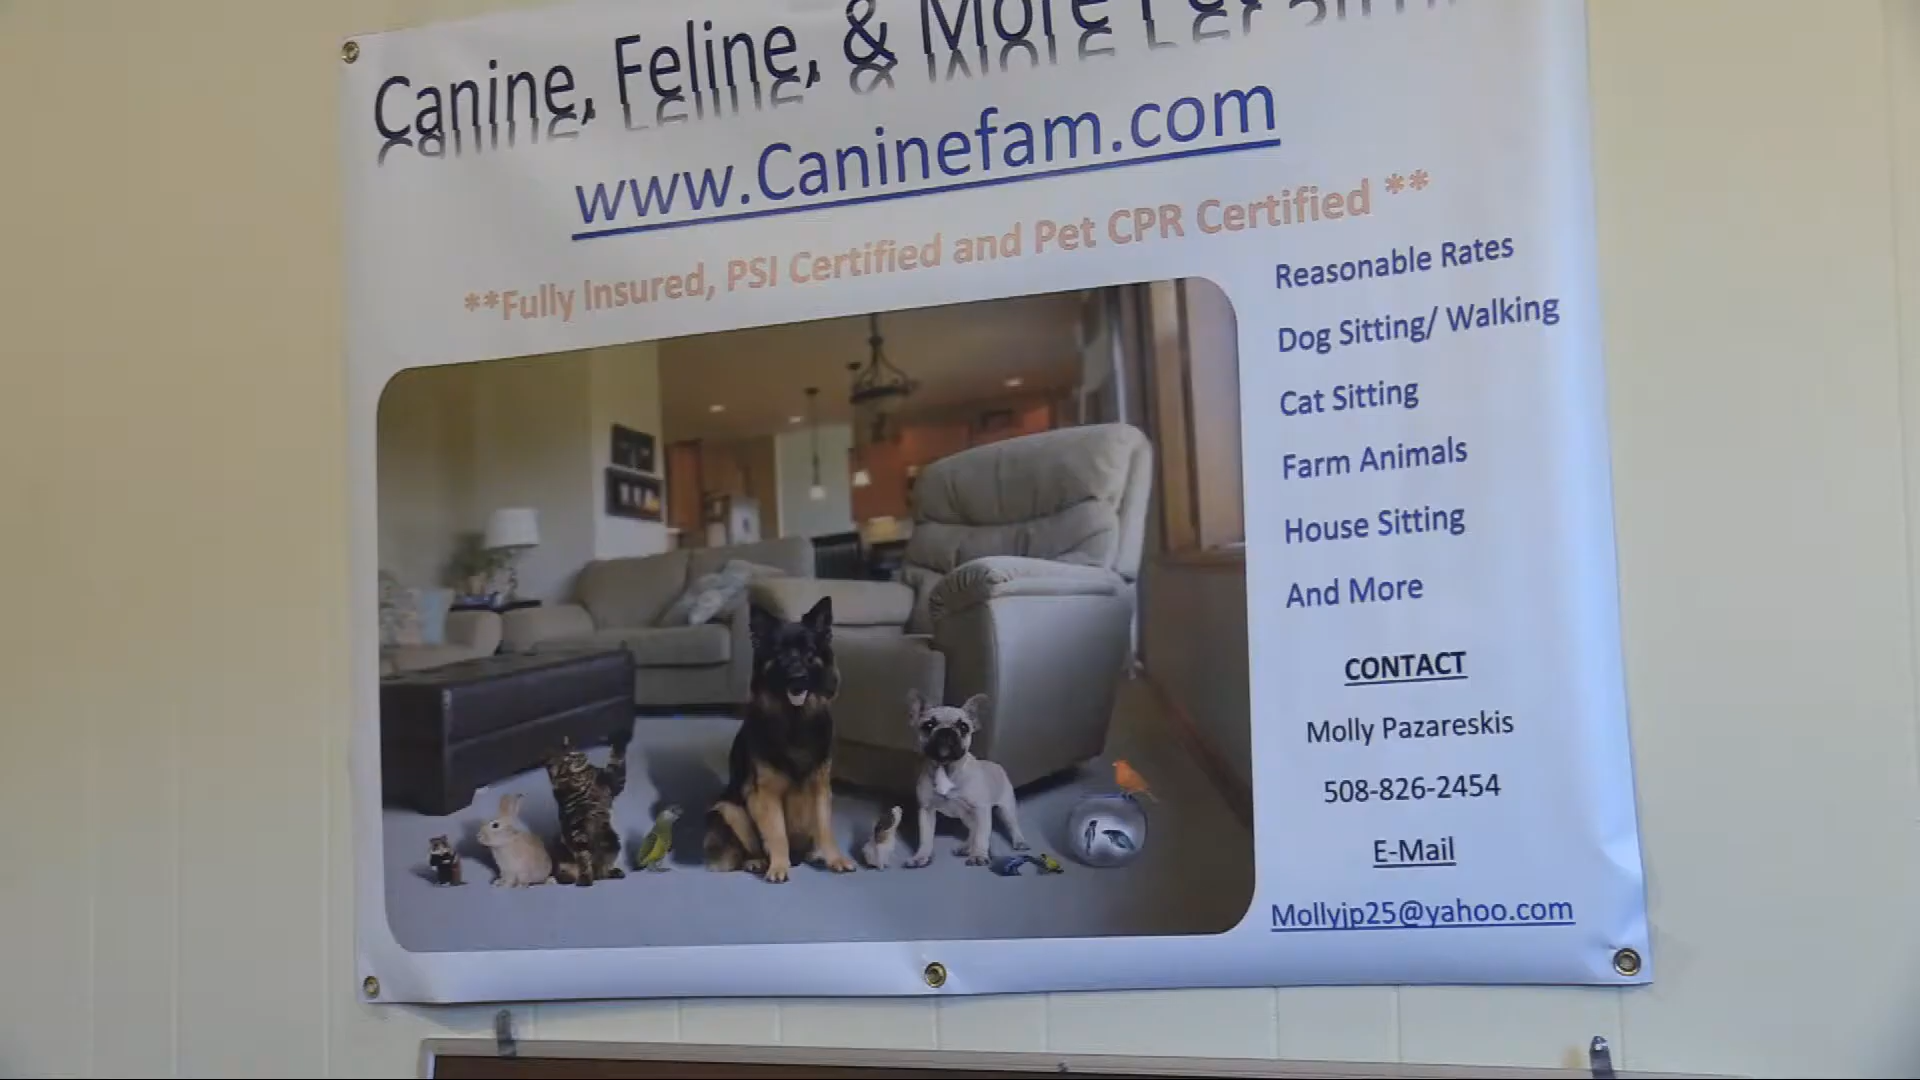 Canine, Feline, & More Pet
www.Caninefam.com
**Fully Insured, PSI Certified and Pet CPR Certified **
Reasonable Rates
Dog Sitting/ Walking
Cat Sitting
Farm Animals
House Sitting
And More
CONTACT
Molly Pazareskis
508-826-2454
E-Mail
Mollyjp25@yahoo.com